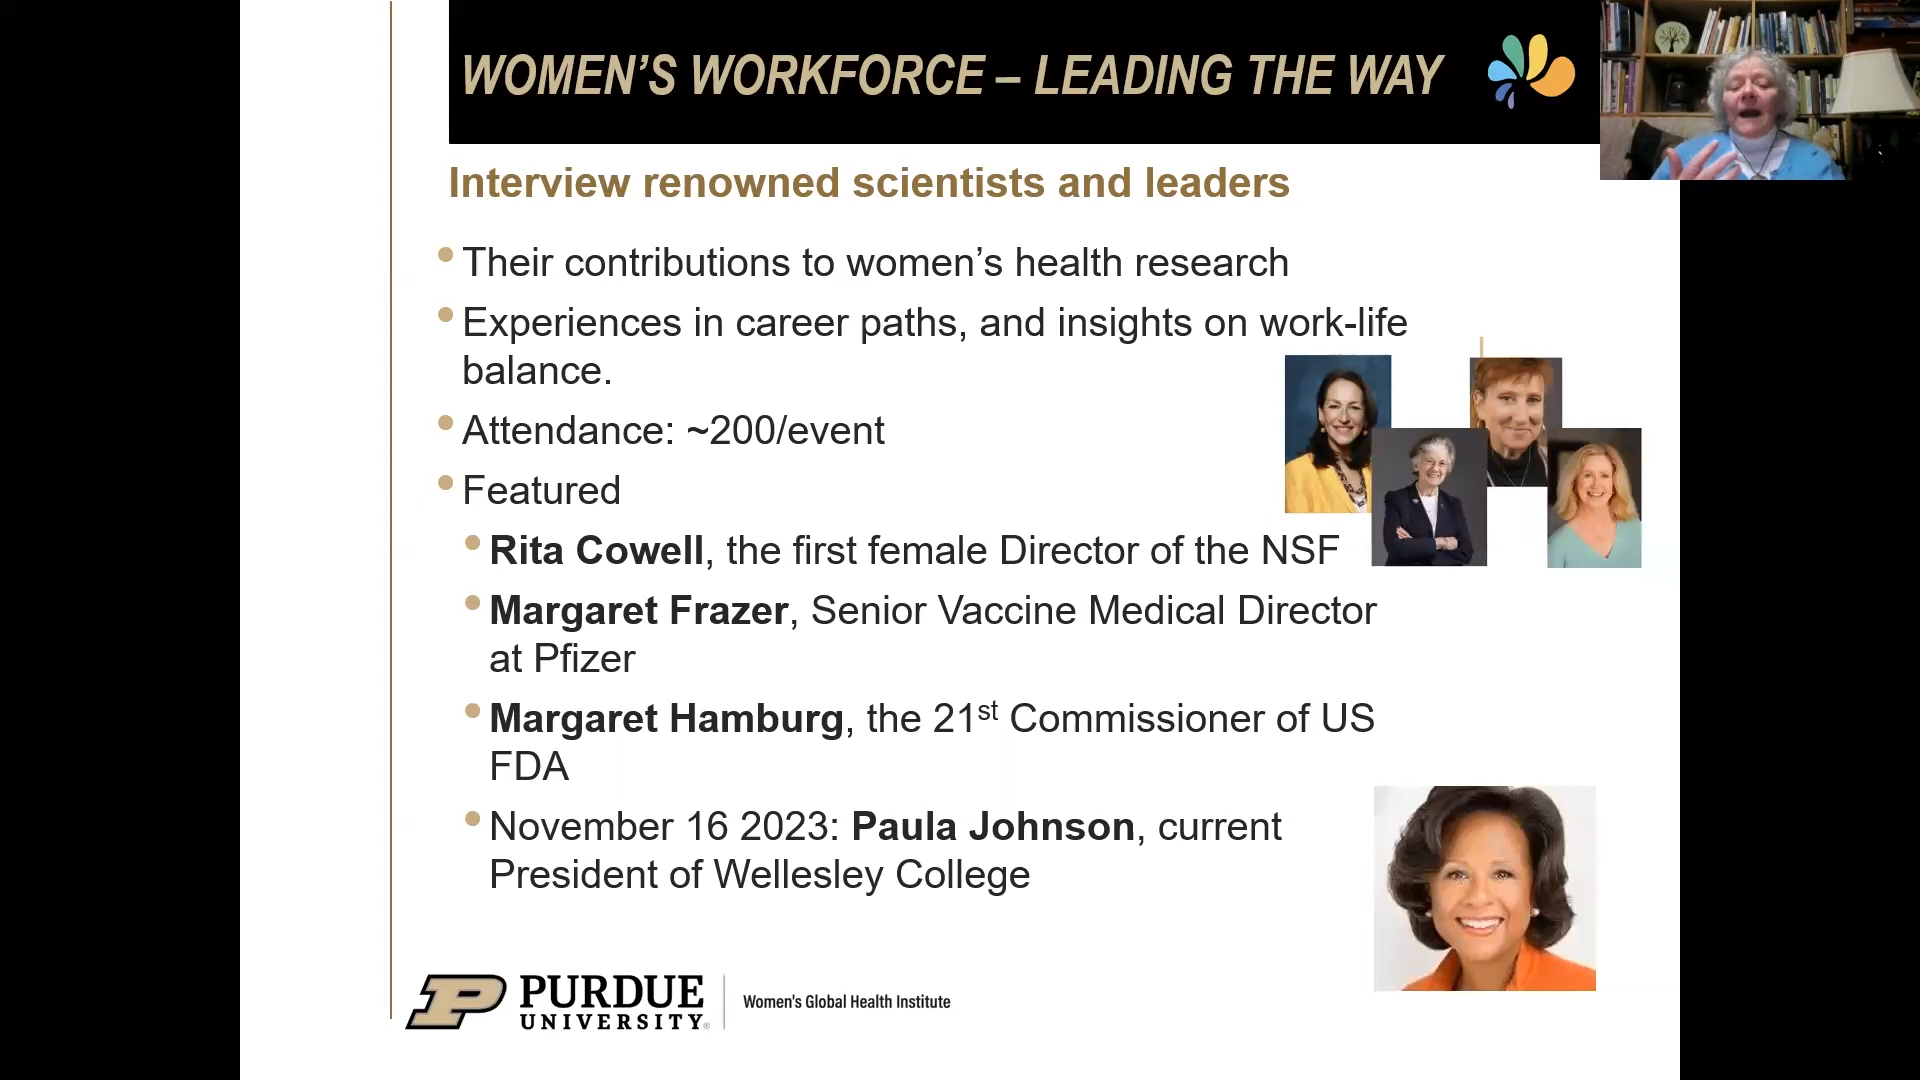 WOMEN’S WORKFORCE – LEADING THE WAY
Interview renowned scientists and leaders
• Their contributions to women’s health research
• Experiences in career paths, and insights on work-life
balance.
• Attendance: ~200/event
• Featured
• Rita Cowell, the first female Director of the NSF
• Margaret Frazer, Senior Vaccine Medical Director
at Pfizer
• Margaret Hamburg, the 21st Commissioner of US
FDA
• November 16 2023: Paula Johnson, current
President of Wellesley College
P PURDUE
UNIVERSITY®
Women's Global Health Institute